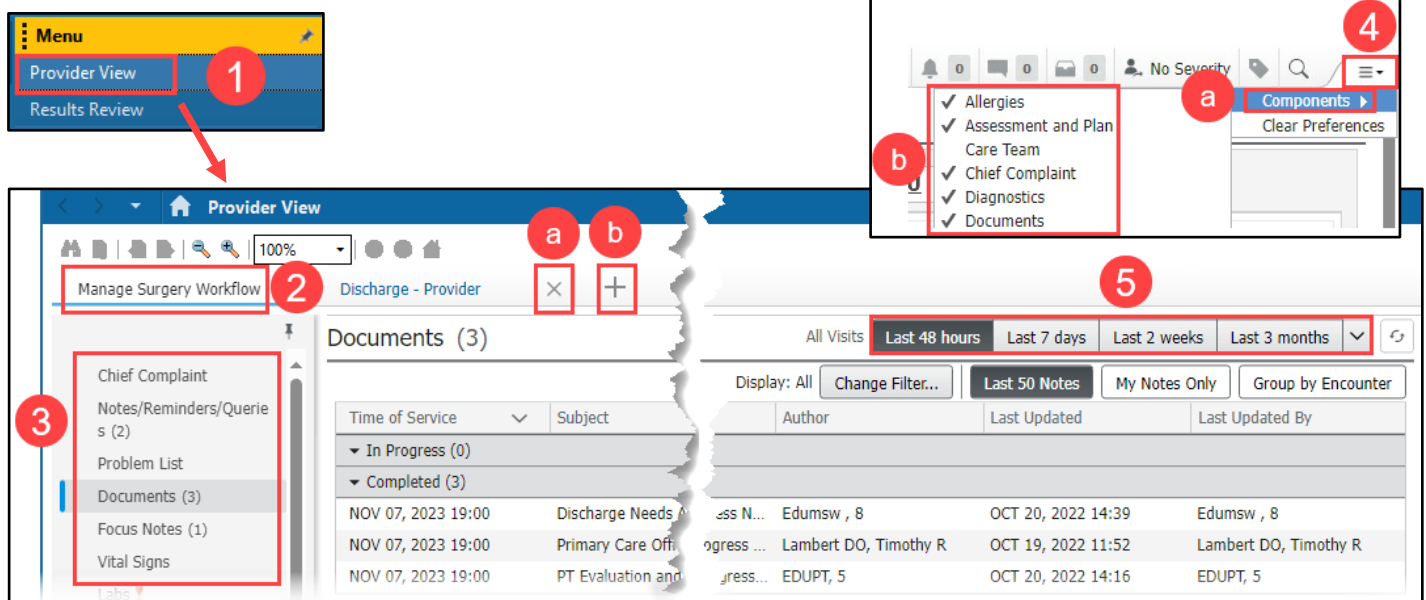 Menu
Provider View
Results Review
1
4
0 0 0 No Severity
a
Components
Clear Preferences
b
Allergies
Assessment and Plan
Care Team
Chief Complaint
Diagnostics
Documents
Provider View
100%
a b
Manage Surgery Workflow 2 Discharge - Provider
5
Documents (3)
All Visits Last 48 hours Last 7 days Last 2 weeks Last 3 months
Display: All Change Filter... Last 50 Notes My Notes Only Group by Encounter
3
Chief Complaint
Notes/Reminders/Querie
s (2)
Problem List
Documents (3)
Focus Notes (1)
Vital Signs
Labs
Time of Service Subject Author Last Updated Last Updated By
In Progress (0)
Completed (3)
NOV 07, 2023 19:00 Discharge Needs Edumsw , 8 OCT 20, 2022 14:39 Edumsw , 8
NOV 07, 2023 19:00 Primary Care Lambert DO, Timothy R OCT 19, 2022 11:52 Lambert DO, Timothy R
NOV 07, 2023 19:00 PT Evaluation and EDUPT, 5 OCT 20, 2022 14:16 EDUPT, 5